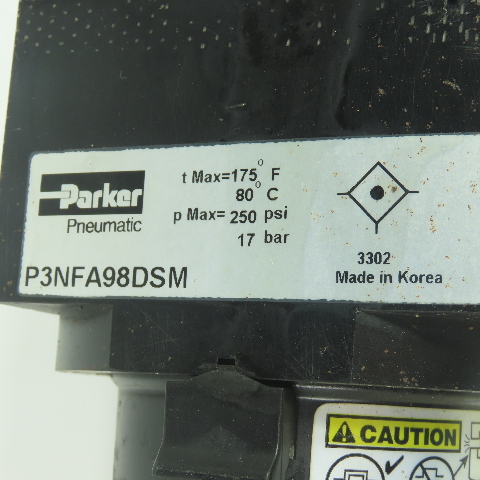 Parker
Pneumatic
t Max=175° F
80° C
p Max= 250 psi
17 bar
P3NFA98DSM
3302
Made in Korea
CAUTION